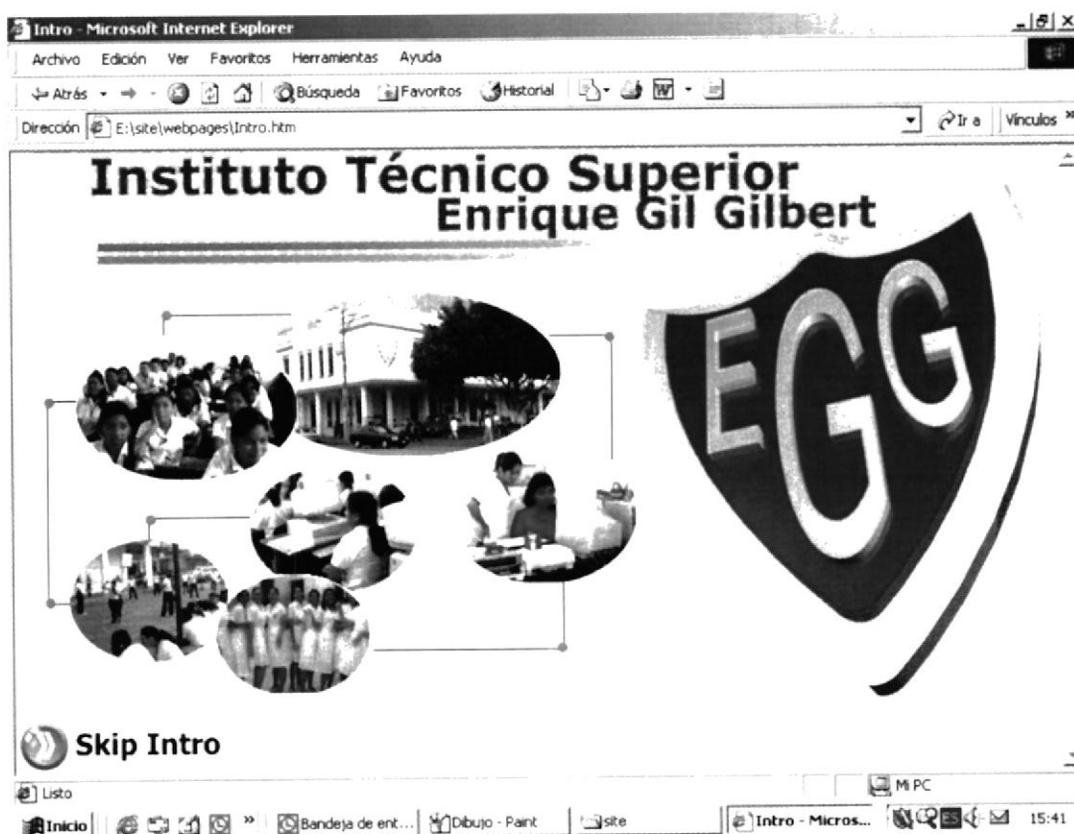 Intro - Microsoft Internet Explorer
Archivo Edición Ver Favoritos Herramientas Ayuda
Atrás Búsqueda Favoritos Historial
Dirección E:\site\webpages\Intro.htm Ir a Vínculos »
Instituto Técnico Superior
Enrique Gil Gilbert
EGG
Skip Intro
Listo Mi PC
Inicio » Bandeja de ent... Dibujo - Paint site Intro - Micros... ES 15:41